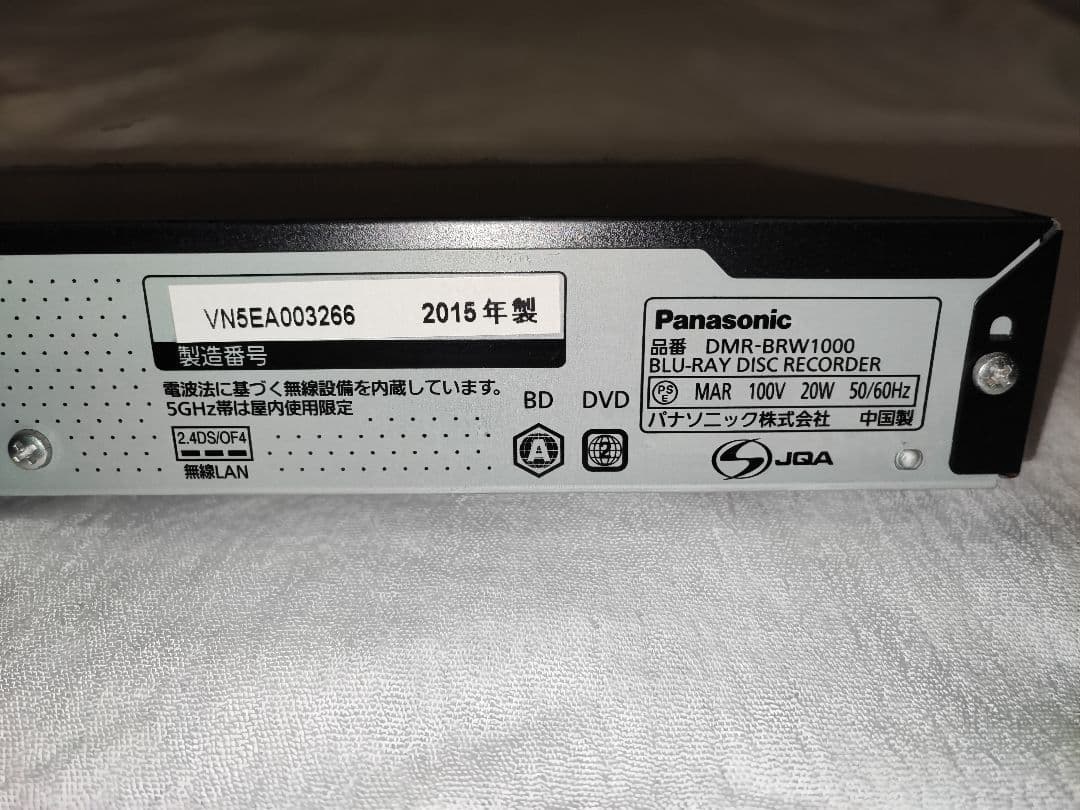 VN5EA003266 2015年製
製造番号
電波法に基づく無線設備を内蔵しています。
5GHz帯は屋内使用限定
2.4DS/OF4
無線LAN
BD DVD
A 2
Panasonic
品番 DMR-BRW1000
BLU-RAY DISC RECORDER
PS E MAR 100V 20W 50/60Hz
パナソニック株式会社 中国製
JQA